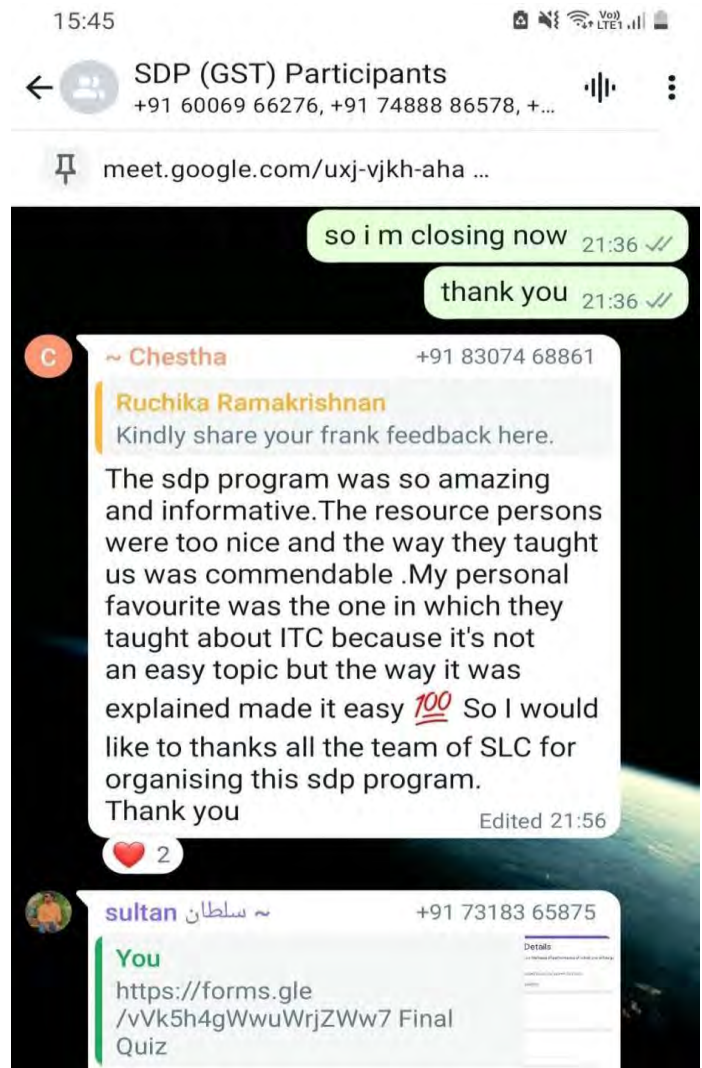 15:45
Vo)) LTE1
SDP (GST) Participants
+91 60069 66276, +91 74888 86578, +...
meet.google.com/uxj-vjkh-aha ...
so i m closing now 21:36
thank you 21:36
C
~ Chestha +91 83074 68861
Ruchika Ramakrishnan
Kindly share your frank feedback here.
The sdp program was so amazing
and informative.The resource persons
were too nice and the way they taught
us was commendable .My personal
favourite was the one in which they
taught about ITC because it's not
an easy topic but the way it was
explained made it easy 💯 So I would
like to thanks all the team of SLC for
organising this sdp program.
Thank you Edited 21:56
❤️ 2
sultan سلطان ~ +91 73183 65875
You
Details
https://forms.gle
/vVk5h4gWwuWrjZWw7 Final
Quiz